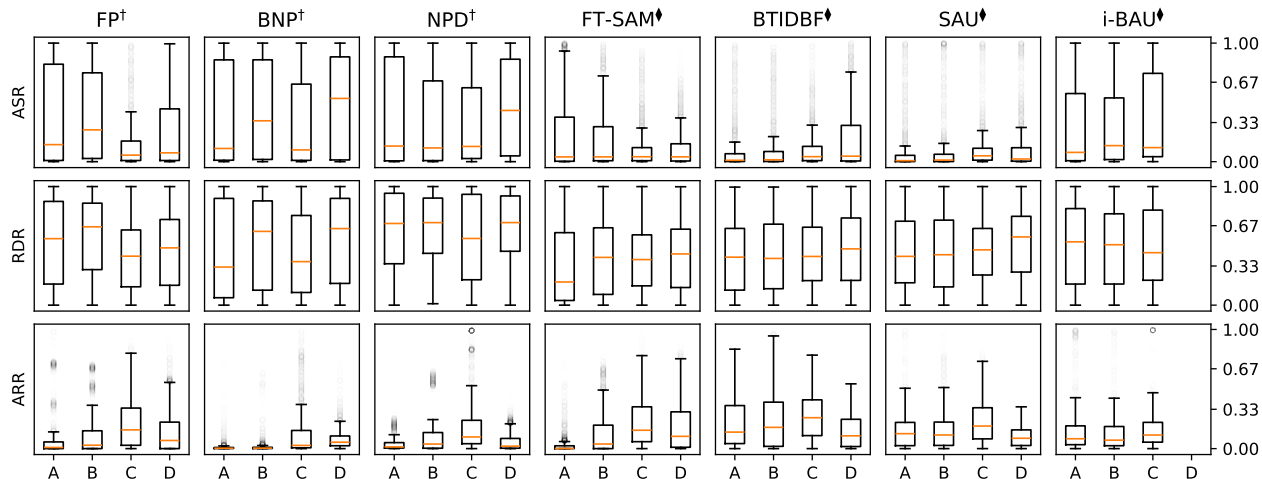 FP† BNP† NPD† FT-SAM♦ BTIDBF♦ SAU♦ i-BAU♦
ASR
1.00
0.67
0.33
0.00
RDR
1.00
0.67
0.33
0.00
ARR
1.00
0.67
0.33
0.00
A B C D A B C D A B C D A B C D A B C D A B C D A B C D